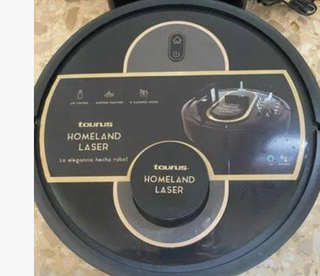 taurus
HOMELAND
LASER
La elegancia hecha robot
taurus
HOMELAND
LASER